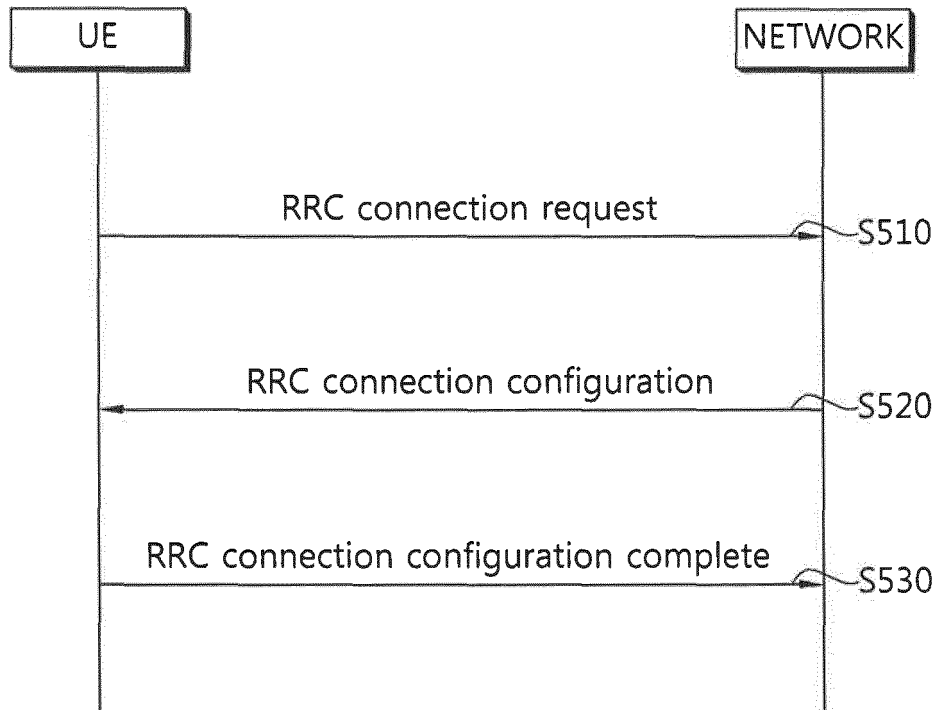 UE
NETWORK
RRC connection request
S510
RRC connection configuration
S520
RRC connection configuration complete
S530